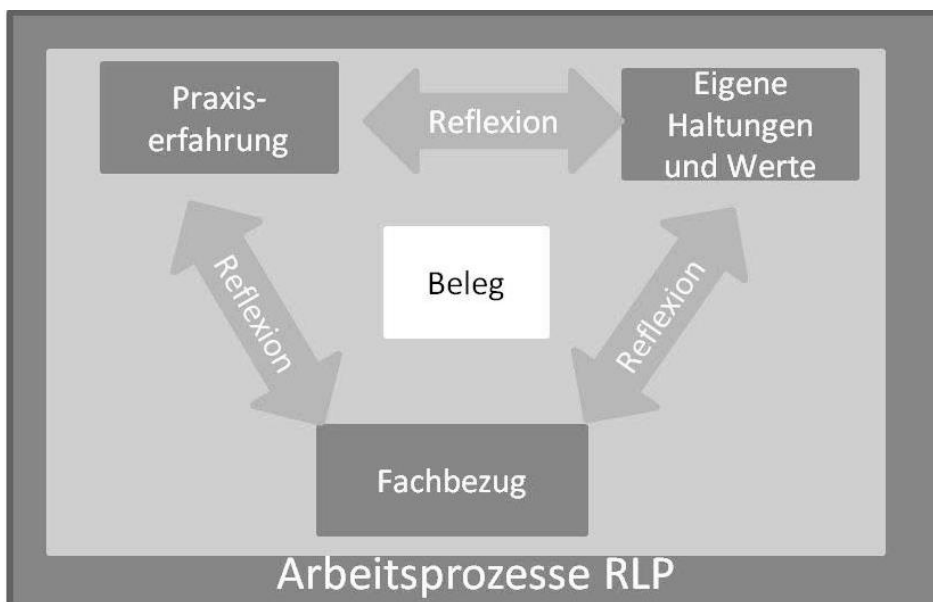 Praxis-
erfahrung
Reflexion
Eigene
Haltungen
und Werte
Reflexion
Beleg
Reflexion
Fachbezug
Arbeitsprozesse RLP